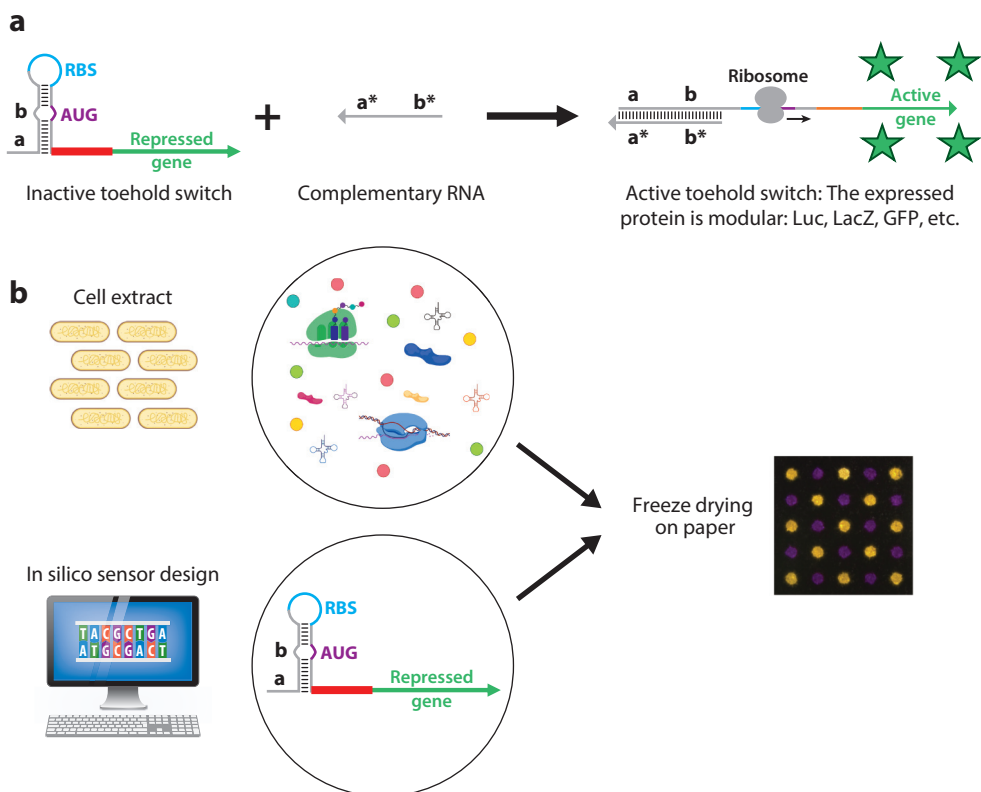 a
RBS
b
AUG
a
Repressed
gene
Inactive toehold switch
+
a* b*
Complementary RNA
a b
Ribosome
Active
gene
a* b*
Active toehold switch: The expressed
protein is modular: Luc, LacZ, GFP, etc.
b
Cell extract
In silico sensor design
TACGCTGA
ATGCGACT
RBS
b
AUG
a
Repressed
gene
Freeze drying
on paper